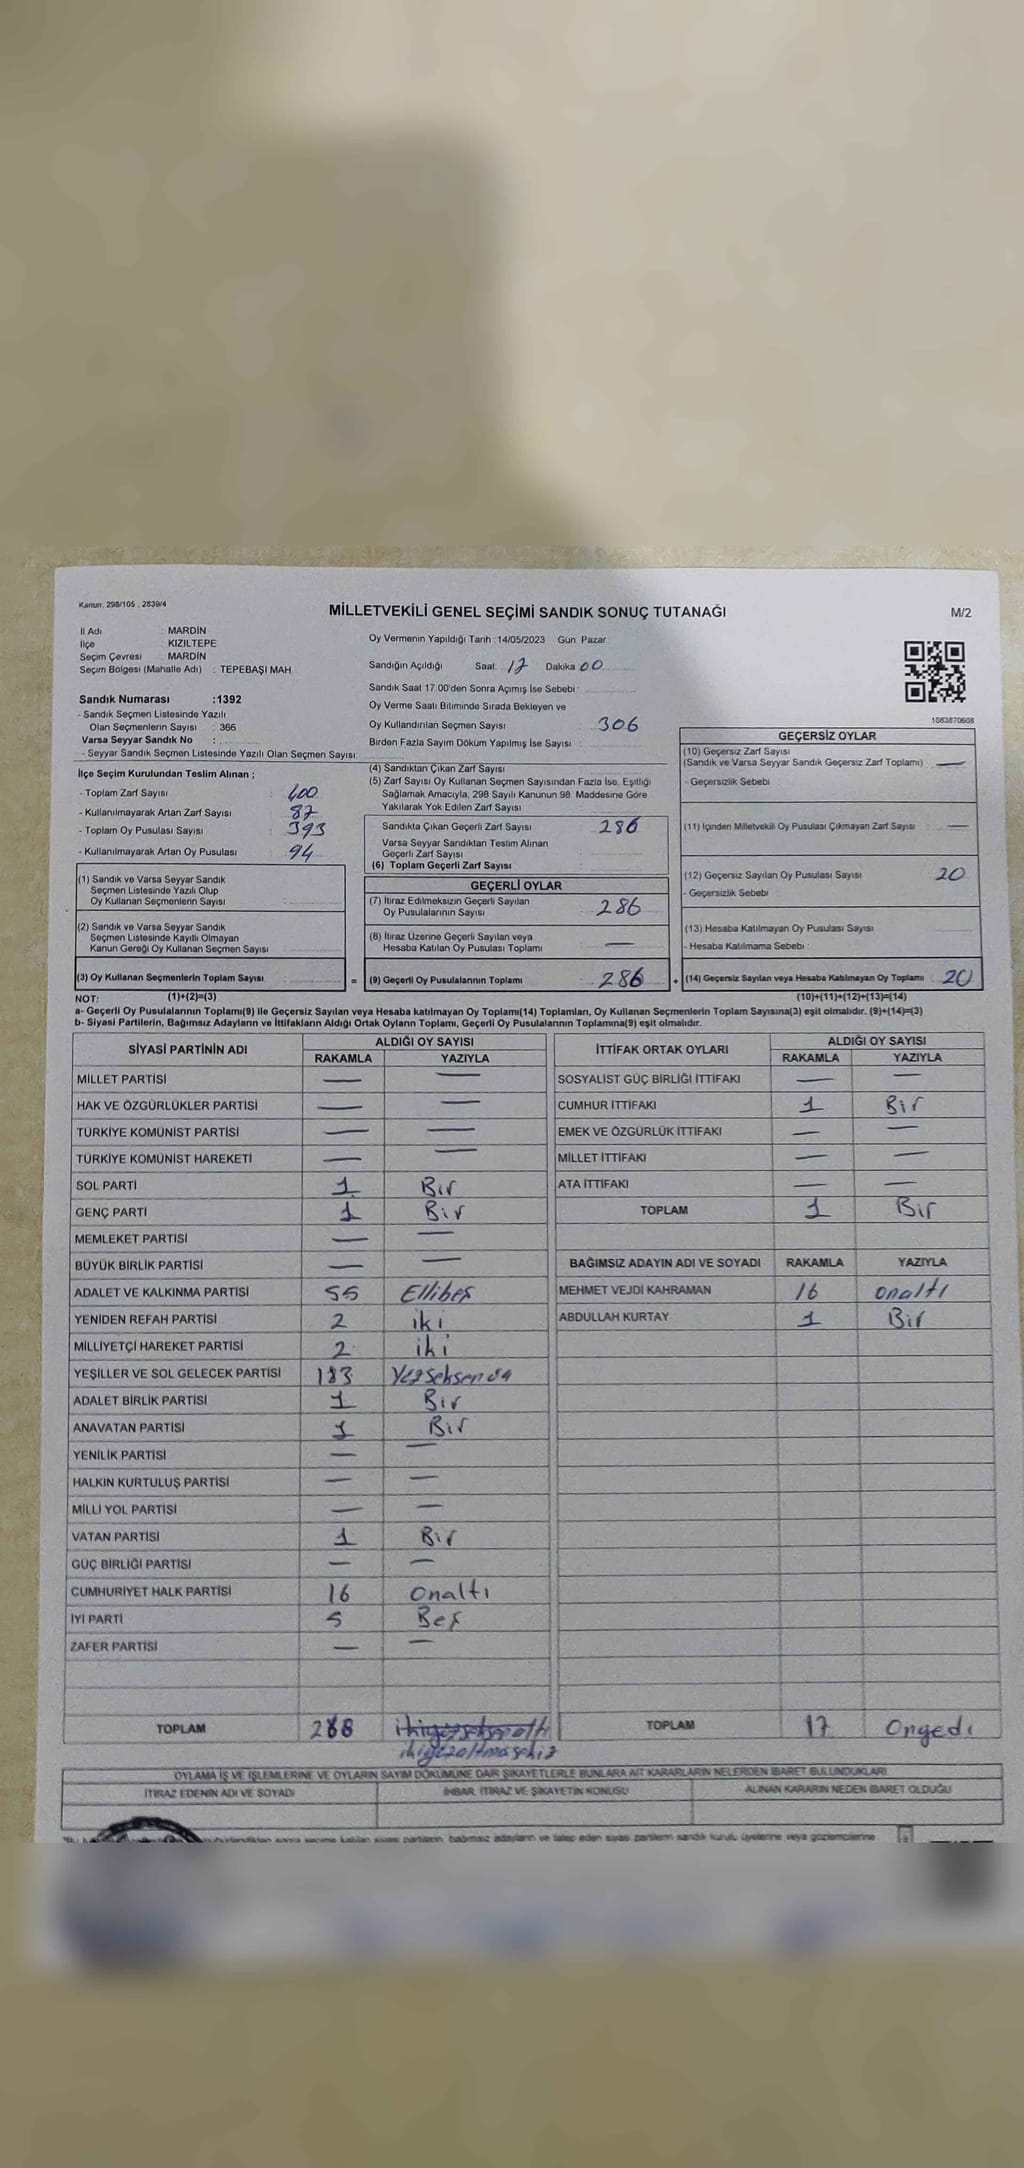 Kanun: 298/105 , 2839/4
MİLLETVEKİLİ GENEL SEÇİMİ SANDIK SONUÇ TUTANAĞI
M/2
İl Adı : MARDİN
İlçe : KIZILTEPE
Seçim Çevresi : MARDİN
Seçim Bölgesi (Mahalle Adı) : TEPEBAŞI MAH.
Oy Vermenin Yapıldığı Tarih : 14/05/2023 Gün: Pazar
Sandığın Açıldığı Saat: 17 Dakika 00
Sandık Saat 17.00'den Sonra Açımış İse Sebebi :
Oy Verme Saati Bitiminde Sırada Bekleyen ve
Oy Kullandırılan Seçmen Sayısı : 306
Birden Fazla Sayım Döküm Yapılmış İse Sayısı :
Sandık Numarası :1392
- Sandık Seçmen Listesinde Yazılı
Olan Seçmenlerin Sayısı : 366
Varsa Seyyar Sandık No :
- Seyyar Sandık Seçmen Listesinde Yazılı Olan Seçmen Sayısı
1083870608
İlçe Seçim Kurulundan Teslim Alınan ;
- Toplam Zarf Sayısı : 400
- Kullanılmayarak Artan Zarf Sayısı : 87
- Toplam Oy Pusulası Sayısı : 393
- Kullanılmayarak Artan Oy Pusulası : 94
(1) Sandık ve Varsa Seyyar Sandık
Seçmen Listesinde Yazılı Olup
Oy Kullanan Seçmenlerin Sayısı :
(2) Sandık ve Varsa Seyyar Sandık
Seçmen Listesinde Kayıtlı Olmayan
Kanun Gereği Oy Kullanan Seçmen Sayısı :
(3) Oy Kullanan Seçmenlerin Toplam Sayısı :
(1)+(2)=(3)
(4) Sandıktan Çıkan Zarf Sayısı
(5) Zarf Sayısı Oy Kullanan Seçmen Sayısından Fazla İse, Eşitliği
Sağlamak Amacıyla, 298 Sayılı Kanunun 98. Maddesine Göre
Yakılarak Yok Edilen Zarf Sayısı
Sandıkta Çıkan Geçerli Zarf Sayısı : 286
Varsa Seyyar Sandıktan Teslim Alınan
Geçerli Zarf Sayısı
(6) Toplam Geçerli Zarf Sayısı
GEÇERLİ OYLAR
(7) İtiraz Edilmeksizin Geçerli Sayılan
Oy Pusulalarının Sayısı : 286
(8) İtiraz Üzerine Geçerli Sayılan veya
Hesaba Katılan Oy Pusulası Toplamı : —
= (9) Geçerli Oy Pusulalarının Toplamı : 286
GEÇERSİZ OYLAR
(10) Geçersiz Zarf Sayısı
(Sandık ve Varsa Seyyar Sandık Geçersiz Zarf Toplamı) : —
- Geçersizlik Sebebi :
(11) İçinden Milletvekili Oy Pusulası Çıkmayan Zarf Sayısı : —
(12) Geçersiz Sayılan Oy Pusulası Sayısı : 20
- Geçersizlik Sebebi :
(13) Hesaba Katılmayan Oy Pusulası Sayısı :
- Hesaba Katılmama Sebebi :
+ (14) Geçersiz Sayılan veya Hesaba Katılmayan Oy Toplamı : 20
(10)+(11)+(12)+(13)=(14)
NOT:
a- Geçerli Oy Pusulalarının Toplamı(9) ile Geçersiz Sayılan veya Hesaba katılmayan Oy Toplamı(14) Toplamları, Oy Kullanan Seçmenlerin Toplam Sayısına(3) eşit olmalıdır. (9)+(14)=(3)
b- Siyasi Partilerin, Bağımsız Adayların ve İttifakların Aldığı Ortak Oyların Toplamı, Geçerli Oy Pusulalarının Toplamına(9) eşit olmalıdır.
SİYASİ PARTİNİN ADI ALDIĞI OY SAYISI
RAKAMLA YAZIYLA
MİLLET PARTİSİ — —
HAK VE ÖZGÜRLÜKLER PARTİSİ — —
TÜRKİYE KOMÜNİST PARTİSİ — —
TÜRKİYE KOMÜNİST HAREKETİ — —
SOL PARTİ 1 Bir
GENÇ PARTİ 1 Bir
MEMLEKET PARTİSİ — —
BÜYÜK BİRLİK PARTİSİ — —
ADALET VE KALKINMA PARTİSİ 55 Ellibeş
YENİDEN REFAH PARTİSİ 2 iki
MİLLİYETÇİ HAREKET PARTİSİ 2 iki
YEŞİLLER VE SOL GELECEK PARTİSİ 183
ADALET BİRLİK PARTİSİ 1 Bir
ANAVATAN PARTİSİ 1 Bir
YENİLİK PARTİSİ — —
HALKIN KURTULUŞ PARTİSİ — —
MİLLİ YOL PARTİSİ — —
VATAN PARTİSİ 1 Bir
GÜÇ BİRLİĞİ PARTİSİ — —
CUMHURİYET HALK PARTİSİ 16 Onaltı
İYİ PARTİ 5 Beş
ZAFER PARTİSİ — —
TOPLAM 268
İTTİFAK ORTAK OYLARI ALDIĞI OY SAYISI
RAKAMLA YAZIYLA
SOSYALİST GÜÇ BİRLİĞİ İTTİFAKI — —
CUMHUR İTTİFAKI 1 Bir
EMEK VE ÖZGÜRLÜK İTTİFAKI — —
MİLLET İTTİFAKI — —
ATA İTTİFAKI — —
TOPLAM 1 Bir
BAĞIMSIZ ADAYIN ADI VE SOYADI RAKAMLA YAZIYLA
MEHMET VEJDİ KAHRAMAN 16 onaltı
ABDULLAH KURTAY 1 Bir
TOPLAM 17 Onyedi
OYLAMA İŞ VE İŞLEMLERİNE VE OYLARIN SAYIM DÖKÜMÜNE DAİR ŞİKAYETLERLE BUNLARA AİT KARARLARIN NELERDEN İBARET BULUNDUKLARI
İTİRAZ EDENİN ADI VE SOYADI İHBAR, İTİRAZ VE ŞİKAYETİN KONUSU ALINAN KARARIN NEDEN İBARET OLDUĞU